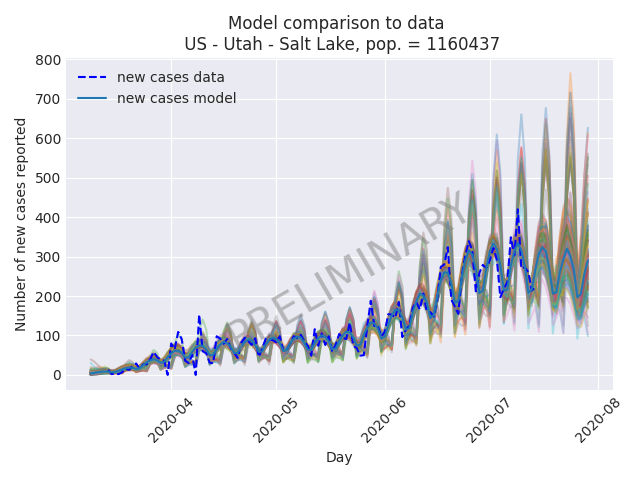 Model comparison to data
US - Utah - Salt Lake, pop. = 1160437
new cases data
new cases model
PRELIMINARY
Number of new cases reported
800
700
600
500
400
300
200
100
0
2020-04
2020-05
2020-06
2020-07
2020-08
Day